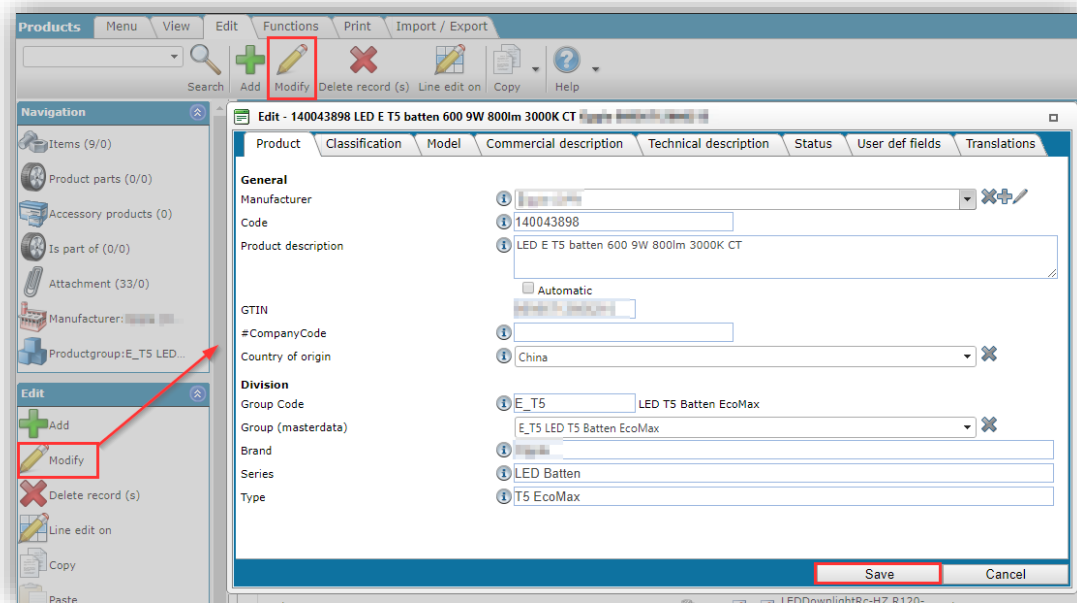 Products Menu View Edit Functions Print Import / Export
Search Add Modify Delete record (s) Line edit on Copy Help
Navigation
Items (9/0)
Product parts (0/0)
Accessory products (0)
Is part of (0/0)
Attachment (33/0)
Manufacturer:
Productgroup:E_T5 LED...
Edit
Add
Modify
Delete record (s)
Line edit on
Copy
Paste
Edit - 140043898 LED E T5 batten 600 9W 800lm 3000K CT
Product Classification Model Commercial description Technical description Status User def fields Translations
General
Manufacturer
Code 140043898
Product description LED E T5 batten 600 9W 800lm 3000K CT
Automatic
GTIN
#CompanyCode
Country of origin China
Division
Group Code E_T5 LED T5 Batten EcoMax
Group (masterdata) E_T5 LED T5 Batten EcoMax
Brand
Series LED Batten
Type T5 EcoMax
Save Cancel
LEDDownlightRc-HZ R120-